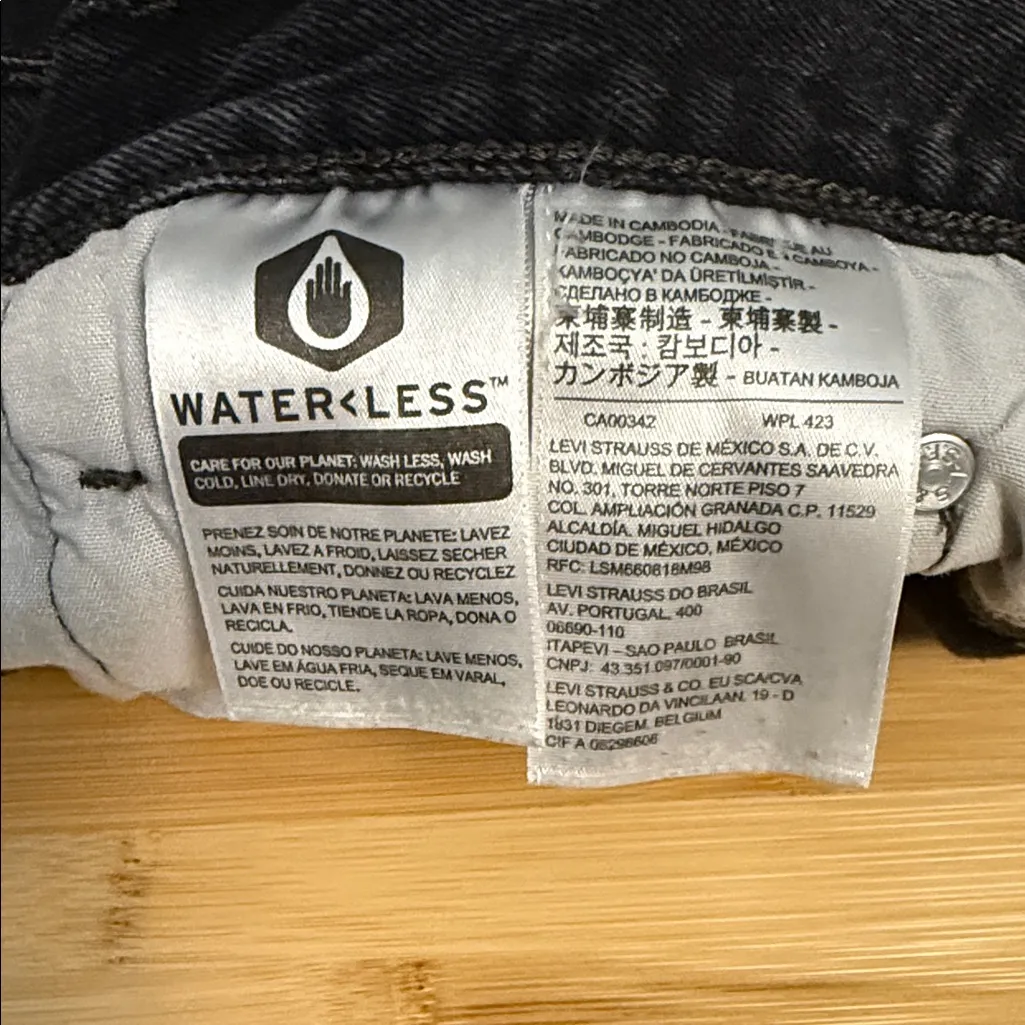 WATER<LESS™
CARE FOR OUR PLANET: WASH LESS, WASH
COLD, LINE DRY, DONATE OR RECYCLE
PRENEZ SOIN DE NOTRE PLANETE: LAVEZ
MOINS, LAVEZ A FROID, LAISSEZ SECHER
NATURELLEMENT, DONNEZ OU RECYCLEZ
CUIDA NUESTRO PLANETA: LAVA MENOS,
LAVA EN FRIO, TIENDE LA ROPA, DONA O
RECICLA.
CUIDE DO NOSSO PLANETA: LAVE MENOS,
LAVE EM ÁGUA FRIA, SEQUE EM VARAL,
DOE OU RECICLE.
MADE IN CAMBODIA - AU
CAMBODGE - FABRICADO CAMBOYA -
FABRICADO NO CAMBOJA -
KAMBOÇYA' DA ÜRETİLMİŞTİR -
СДЕЛАНО В КАМБОДЖЕ -
柬埔寨制造 - 柬埔寨製 -
제조국 : 캄보디아 -
カンボジア製 - BUATAN KAMBOJA
CA00342 WPL 423
LEVI STRAUSS DE MÉXICO S.A. DE C.V.
BLVD. MIGUEL DE CERVANTES SAAVEDRA
NO. 301, TORRE NORTE PISO 7
COL. AMPLIACIÓN GRANADA C.P. 11529
ALCALDÍA. MIGUEL HIDALGO
CIUDAD DE MÉXICO, MÉXICO
RFC: LSM660818M98
LEVI STRAUSS DO BRASIL
AV. PORTUGAL, 400
06690-110
ITAPEVI – SAO PAULO BRASIL
CNPJ: 43.351.097/0001-90
LEVI STRAUSS & CO. EU SCA/CVA
LEONARDO DA VINCILAAN, 19 - D
1831 DIEGEM, BELGIUM
CIF A 08298606